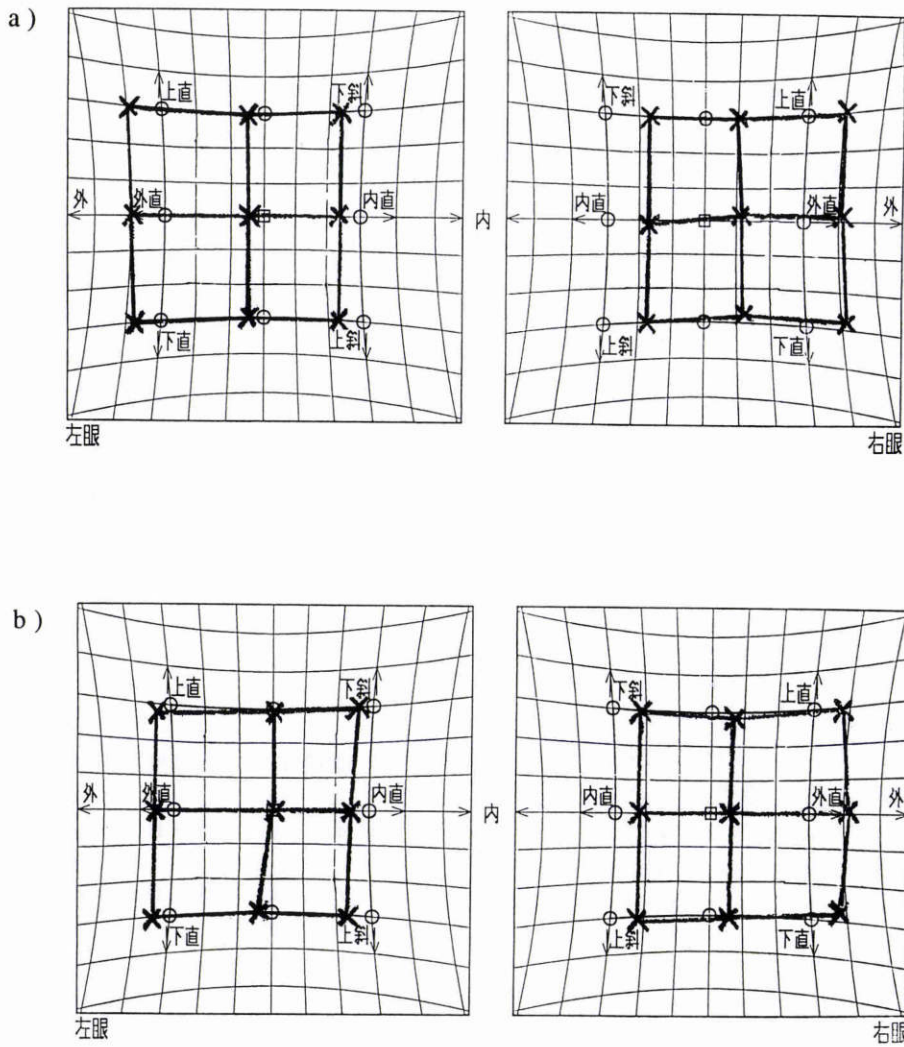 a )
上直 下斜 下斜 上直
外 外直 内直 内 内直 外直 外
下直 上斜 上斜 下直
左眼 右眼
b )
上直 下斜 下斜 上直
外 外直 内直 内 内直 外直 外
下直 上斜 上斜 下直
左眼 右眼